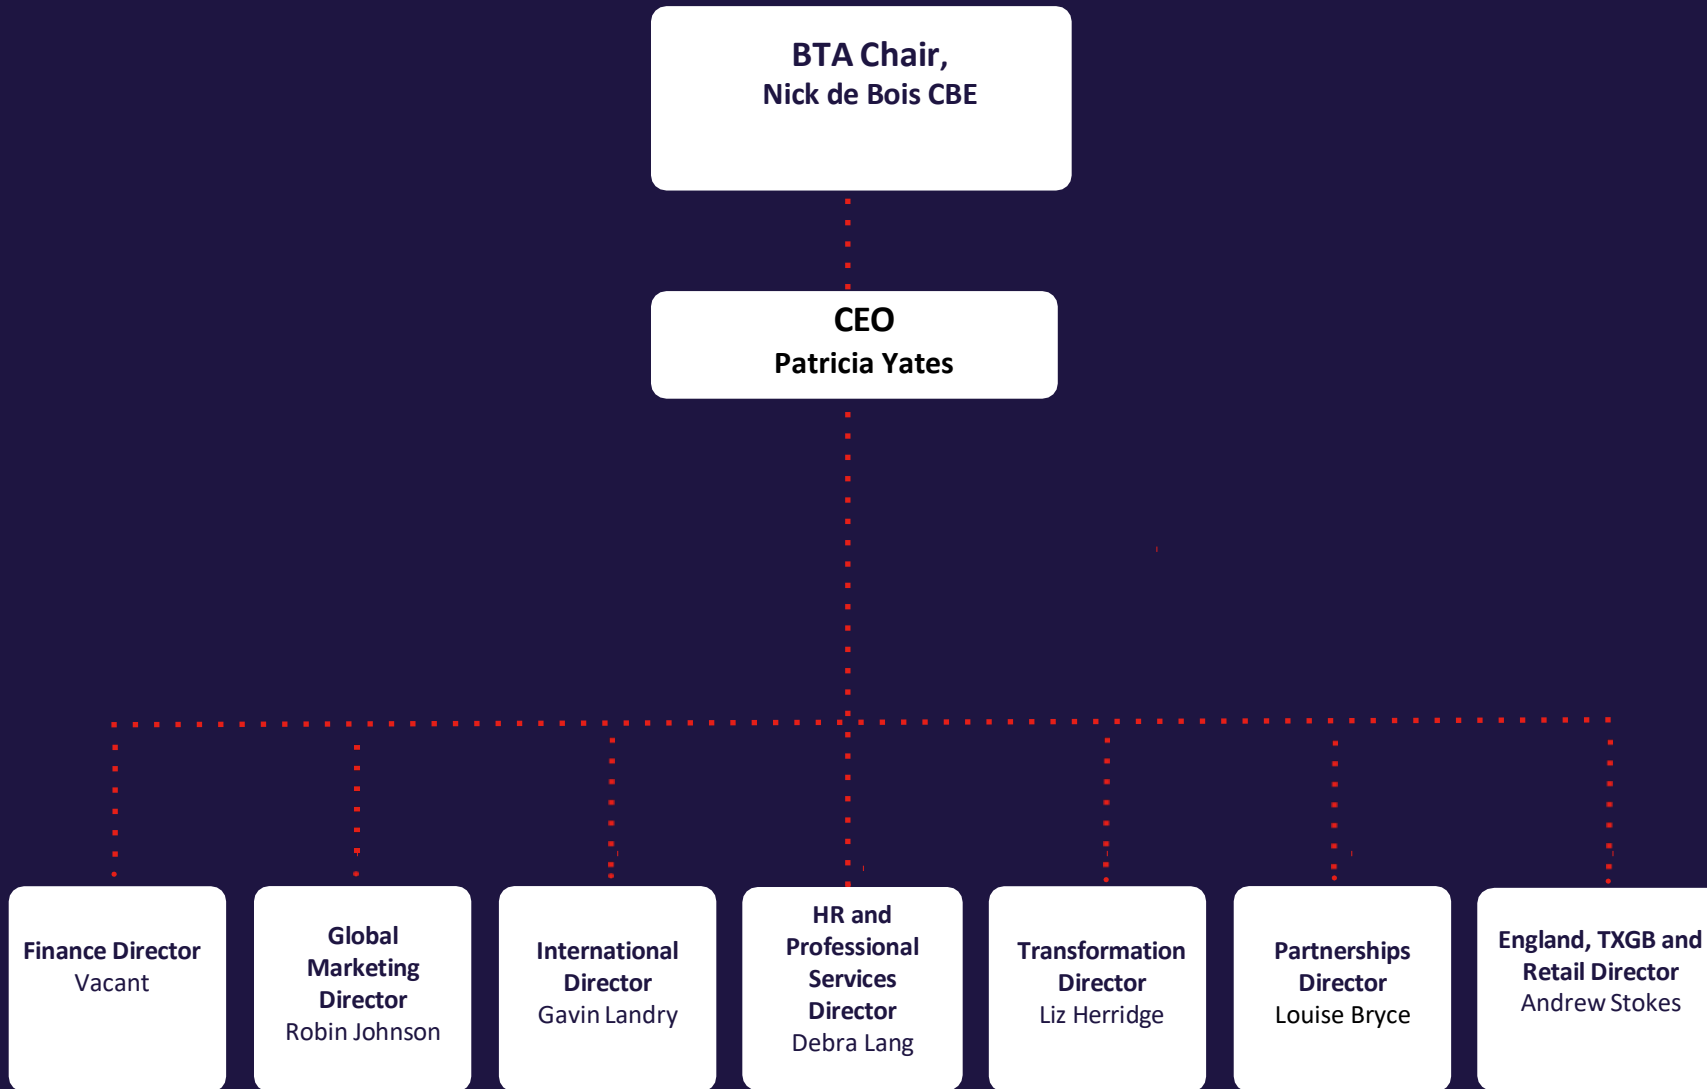 BTA Chair,
Nick de Bois CBE
CEO
Patricia Yates
Finance Director
Vacant
Global
Marketing
Director
Robin Johnson
International
Director
Gavin Landry
HR and
Professional
Services
Director
Debra Lang
Transformation
Director
Liz Herridge
Partnerships
Director
Louise Bryce
England, TXGB and
Retail Director
Andrew Stokes